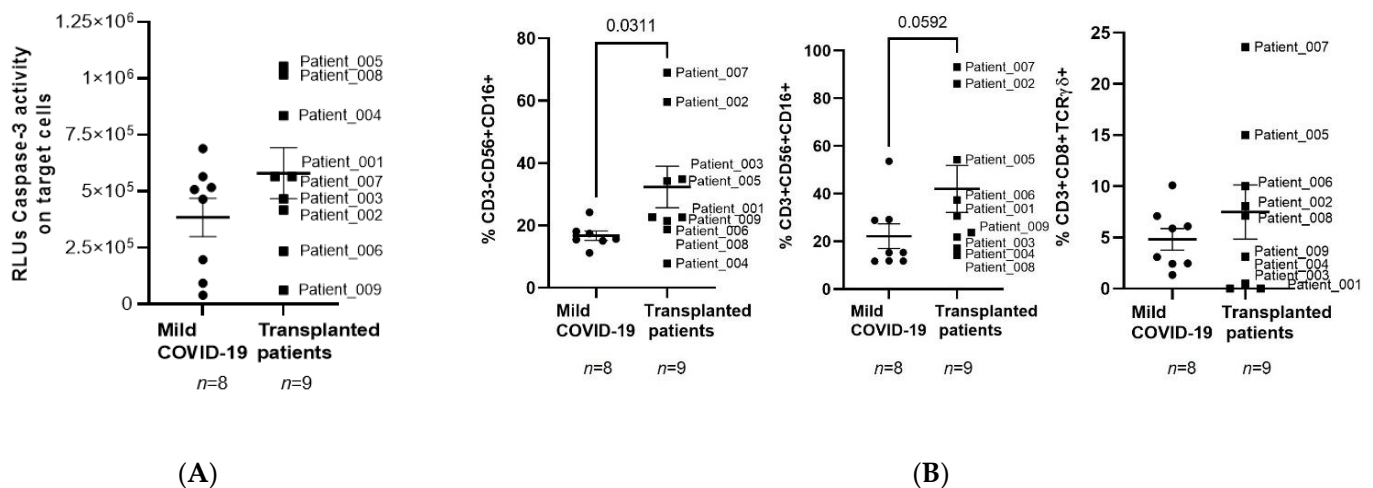 RLUs Caspase-3 activity
on target cells
1.25×10⁶
1×10⁶
7.5×10⁵
5×10⁵
2.5×10⁵
0
Patient_005
Patient_008
Patient_004
Patient_001
Patient_007
Patient_003
Patient_002
Patient_006
Patient_009
Mild
COVID-19
Transplanted
patients
n=8
n=9
% CD3-CD56+CD16+
80
60
40
20
0
0.0311
Patient_007
Patient_002
Patient_003
Patient_005
Patient_001
Patient_009
Patient_006
Patient_008
Patient_004
Mild
COVID-19
Transplanted
patients
n=8
n=9
% CD3+CD56+CD16+
100
80
60
40
20
0
0.0592
Patient_007
Patient_002
Patient_005
Patient_006
Patient_001
Patient_009
Patient_003
Patient_004
Patient_008
Mild
COVID-19
Transplanted
patients
n=8
n=9
% CD3+CD8+TCRγδ+
25
20
15
10
5
0
Patient_007
Patient_005
Patient_006
Patient_002
Patient_008
Patient_009
Patient_004
Patient_003
Patient_001
Mild
COVID-19
Transplanted
patients
n=8
n=9
(A)
(B)